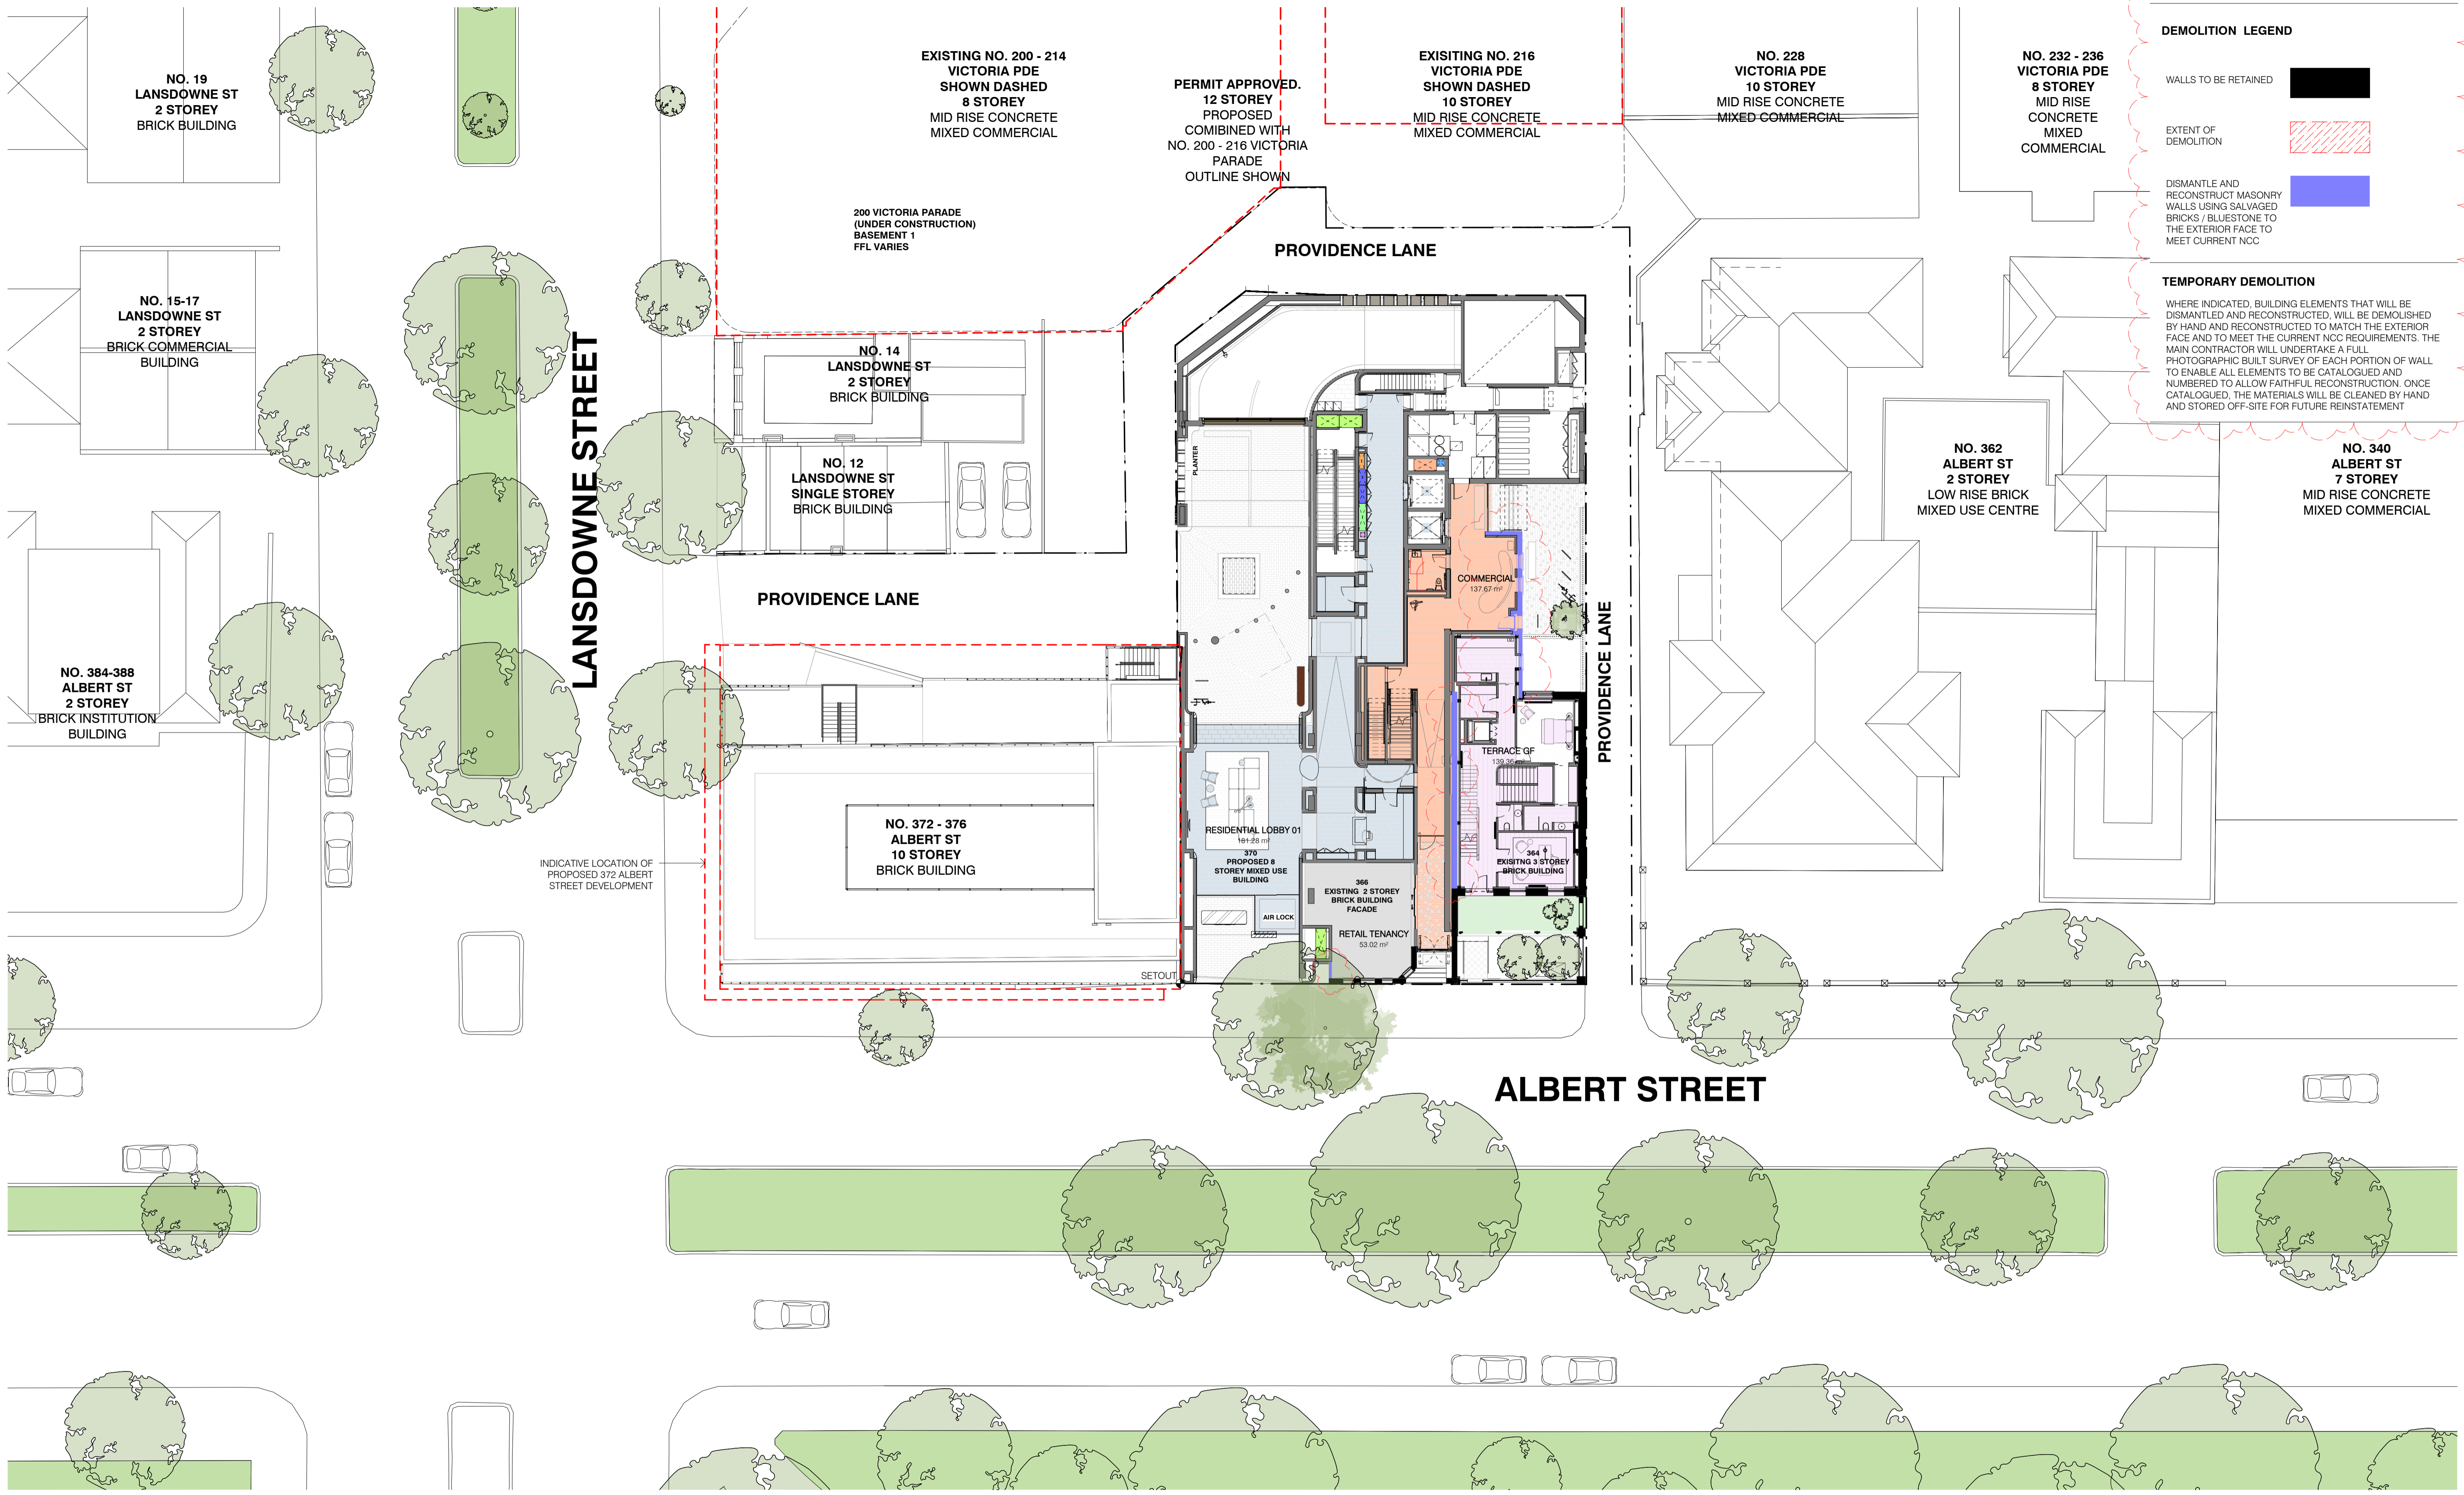 NO. 19
LANSDOWNE ST
2 STOREY
BRICK BUILDING
EXISTING NO. 200 - 214
VICTORIA PDE
SHOWN DASHED
8 STOREY
MID RISE CONCRETE
MIXED COMMERCIAL
PERMIT APPROVED.
12 STOREY
PROPOSED
COMIBINED WITH
NO. 200 - 216 VICTORIA
PARADE
OUTLINE SHOWN
EXISITING NO. 216
VICTORIA PDE
SHOWN DASHED
10 STOREY
MID RISE CONCRETE
MIXED COMMERCIAL
NO. 228
VICTORIA PDE
10 STOREY
MID RISE CONCRETE
MIXED COMMERCIAL
NO. 232 - 236
VICTORIA PDE
8 STOREY
MID RISE
CONCRETE
MIXED
COMMERCIAL
DEMOLITION LEGEND
WALLS TO BE RETAINED
EXTENT OF
DEMOLITION
DISMANTLE AND
RECONSTRUCT MASONRY
WALLS USING SALVAGED
BRICKS / BLUESTONE TO
THE EXTERIOR FACE TO
MEET CURRENT NCC
TEMPORARY DEMOLITION
WHERE INDICATED, BUILDING ELEMENTS THAT WILL BE
DISMANTLED AND RECONSTRUCTED, WILL BE DEMOLISHED
BY HAND AND RECONSTRUCTED TO MATCH THE EXTERIOR
FACE AND TO MEET THE CURRENT NCC REQUIREMENTS. THE
MAIN CONTRACTOR WILL UNDERTAKE A FULL
PHOTOGRAPHIC BUILT SURVEY OF EACH PORTION OF WALL
TO ENABLE ALL ELEMENTS TO BE CATALOGUED AND
NUMBERED TO ALLOW FAITHFUL RECONSTRUCTION. ONCE
CATALOGUED, THE MATERIALS WILL BE CLEANED BY HAND
AND STORED OFF-SITE FOR FUTURE REINSTATEMENT
200 VICTORIA PARADE
(UNDER CONSTRUCTION)
BASEMENT 1
FFL VARIES
PROVIDENCE LANE
NO. 15-17
LANSDOWNE ST
2 STOREY
BRICK COMMERCIAL
BUILDING
LANSDOWNE STREET
NO. 14
LANSDOWNE ST
2 STOREY
BRICK BUILDING
NO. 12
LANSDOWNE ST
SINGLE STOREY
BRICK BUILDING
PLANTER
NO. 362
ALBERT ST
2 STOREY
LOW RISE BRICK
MIXED USE CENTRE
NO. 340
ALBERT ST
7 STOREY
MID RISE CONCRETE
MIXED COMMERCIAL
PROVIDENCE LANE
COMMERCIAL
137.67 m²
PROVIDENCE LANE
NO. 384-388
ALBERT ST
2 STOREY
BRICK INSTITUTION
BUILDING
TERRACE GF
139.36 m²
NO. 372 - 376
ALBERT ST
10 STOREY
BRICK BUILDING
INDICATIVE LOCATION OF
PROPOSED 372 ALBERT
STREET DEVELOPMENT
RESIDENTIAL LOBBY 01
161.28 m²
370
PROPOSED 8
STOREY MIXED USE
BUILDING
364
EXISITNG 3 STOREY
BRICK BUILDING
366
EXISTING 2 STOREY
BRICK BUILDING
FACADE
AIR LOCK
RETAIL TENANCY
53.02 m²
SETOUT
ALBERT STREET